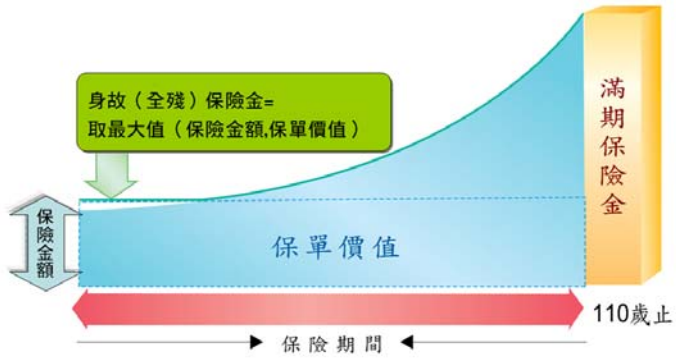 身故（全殘）保險金=
取最大值（保險金額,保單價值）
滿期保險金
保險金額
保單價值
110歲止
保險期間